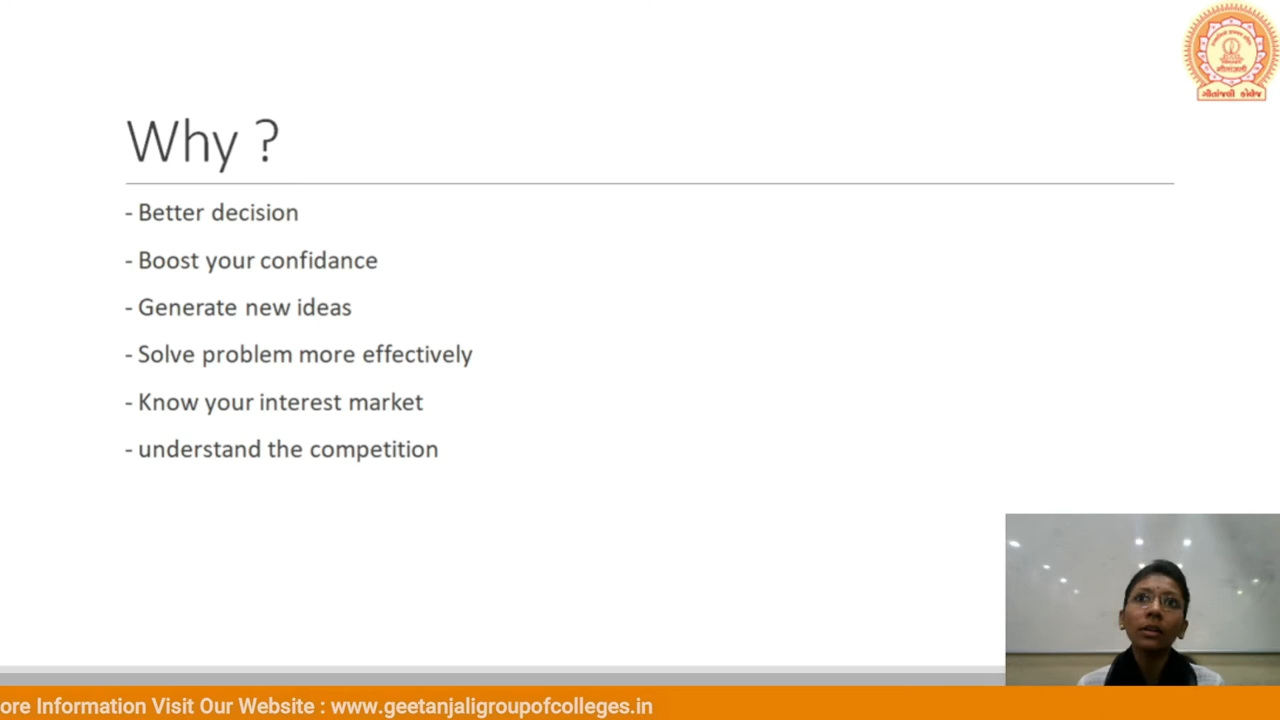 Why ?
- Better decision
- Boost your confidance
- Generate new ideas
- Solve problem more effectively
- Know your interest market
- understand the competition
ગીતાંજલી કોલેજ
ore Information Visit Our Website : www.geetanjaligroupofcolleges.in